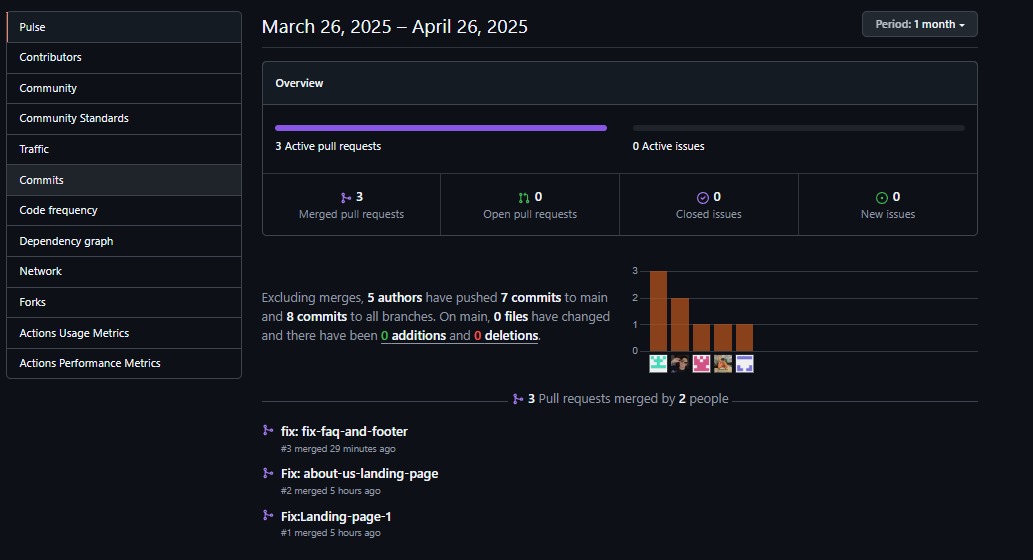 Pulse
Contributors
Community
Community Standards
Traffic
Commits
Code frequency
Dependency graph
Network
Forks
Actions Usage Metrics
Actions Performance Metrics
March 26, 2025 – April 26, 2025
Period: 1 month
Overview
3 Active pull requests
0 Active issues
3
Merged pull requests
0
Open pull requests
0
Closed issues
0
New issues
Excluding merges, 5 authors have pushed 7 commits to main
and 8 commits to all branches. On main, 0 files have changed
and there have been 0 additions and 0 deletions.
3
2
1
0
3 Pull requests merged by 2 people
fix: fix-faq-and-footer
#3 merged 29 minutes ago
Fix: about-us-landing-page
#2 merged 5 hours ago
Fix:Landing-page-1
#1 merged 5 hours ago